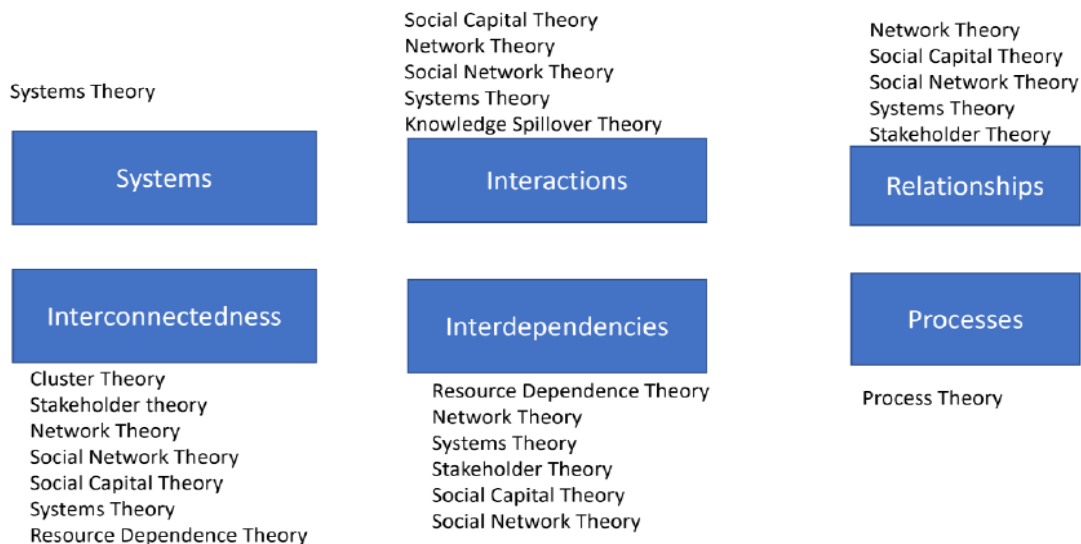 Systems Theory
Systems
Social Capital Theory
Network Theory
Social Network Theory
Systems Theory
Knowledge Spillover Theory
Interactions
Network Theory
Social Capital Theory
Social Network Theory
Systems Theory
Stakeholder Theory
Relationships
Interconnectedness
Cluster Theory
Stakeholder theory
Network Theory
Social Network Theory
Social Capital Theory
Systems Theory
Resource Dependence Theory
Interdependencies
Resource Dependence Theory
Network Theory
Systems Theory
Stakeholder Theory
Social Capital Theory
Social Network Theory
Processes
Process Theory